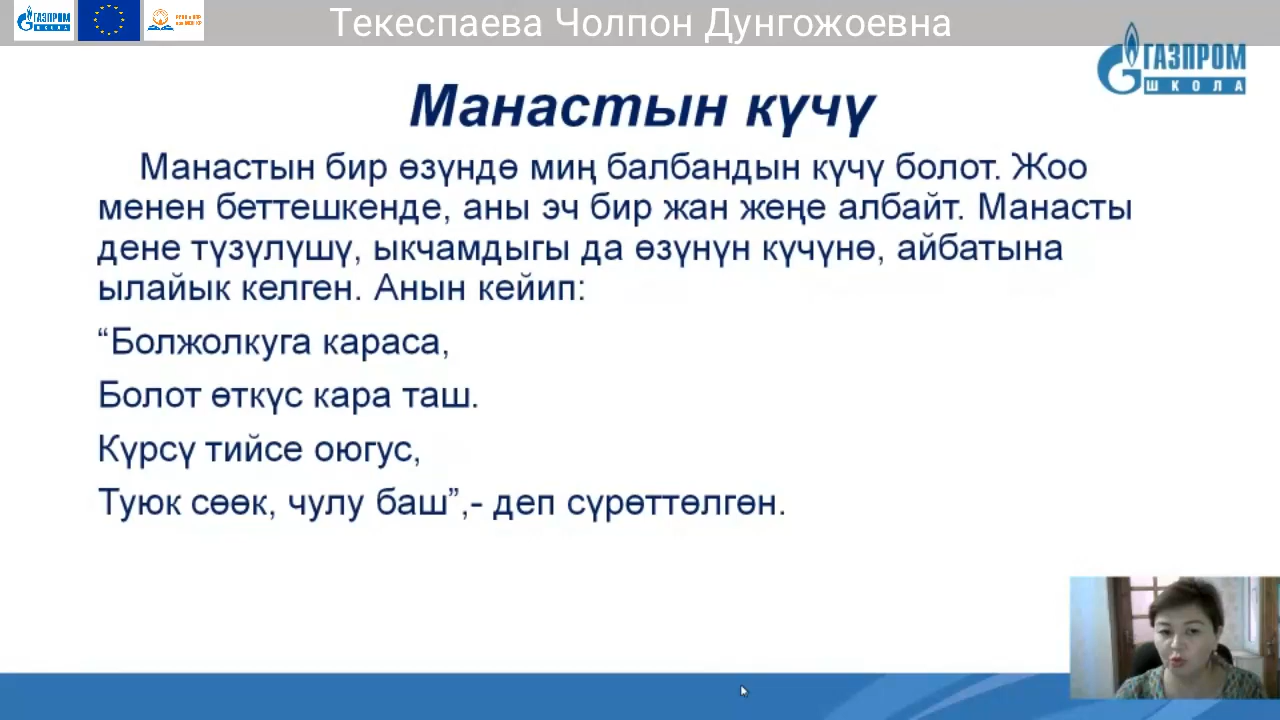 Текеспаева Чолпон Дунгожоевна
ГАЗПРОМ
ШКОЛА
Манастын күчү
Манастын бир өзүндө миң балбандын күчү болот. Жоо
менен беттешкенде, аны эч бир жан жеңе албайт. Манасты
дене түзүлүшү, ыкчамдыгы да өзүнүн күчүнө, айбатына
ылайык келген. Анын кейип:
“Болжолкуга караса,
Болот өткүс кара таш.
Күрсү тийсе оюгус,
Туюк сөөк, чулу баш”,- деп сүрөттөлгөн.